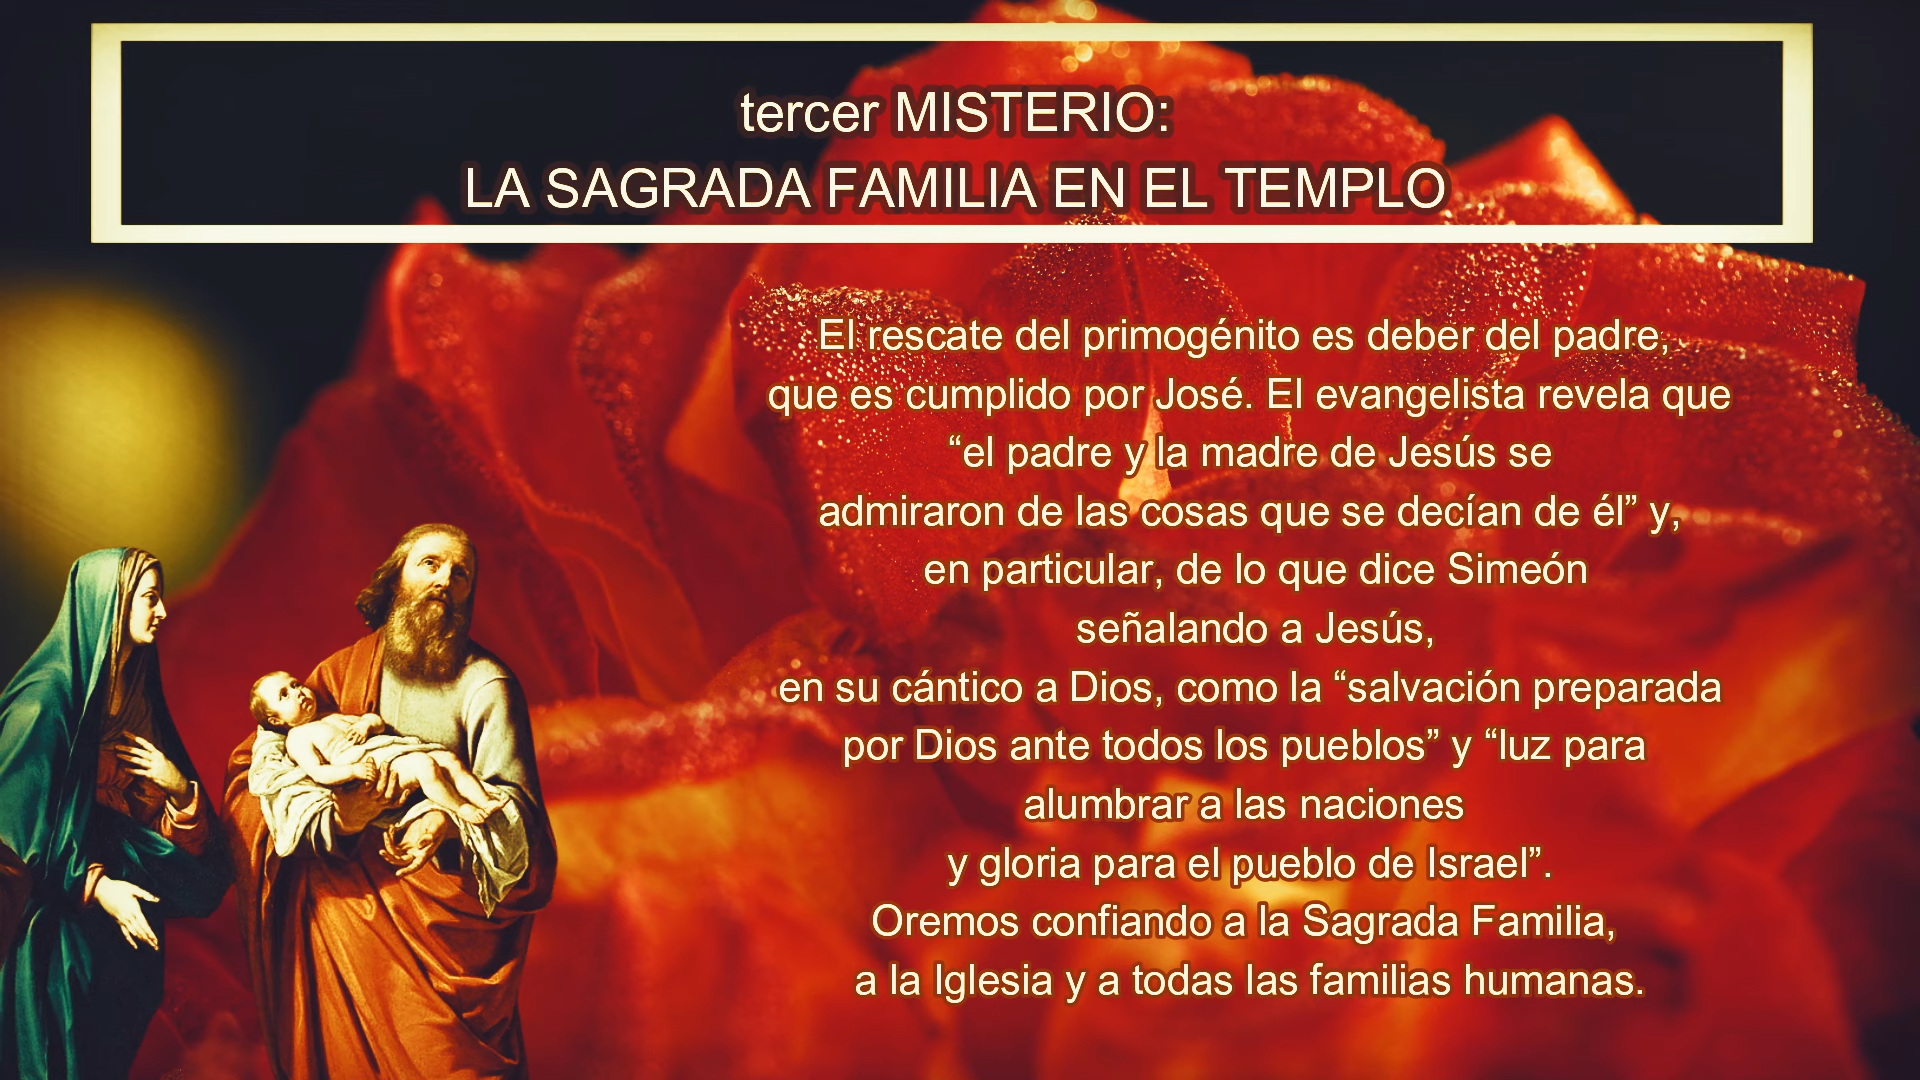 tercer MISTERIO:
LA SAGRADA FAMILIA EN EL TEMPLO
El rescate del primogénito es deber del padre,
que es cumplido por José. El evangelista revela que
“el padre y la madre de Jesús se
admiraron de las cosas que se decían de él” y,
en particular, de lo que dice Simeón
señalando a Jesús,
en su cántico a Dios, como la “salvación preparada
por Dios ante todos los pueblos” y “luz para
alumbrar a las naciones
y gloria para el pueblo de Israel”.
Oremos confiando a la Sagrada Familia,
a la Iglesia y a todas las familias humanas.